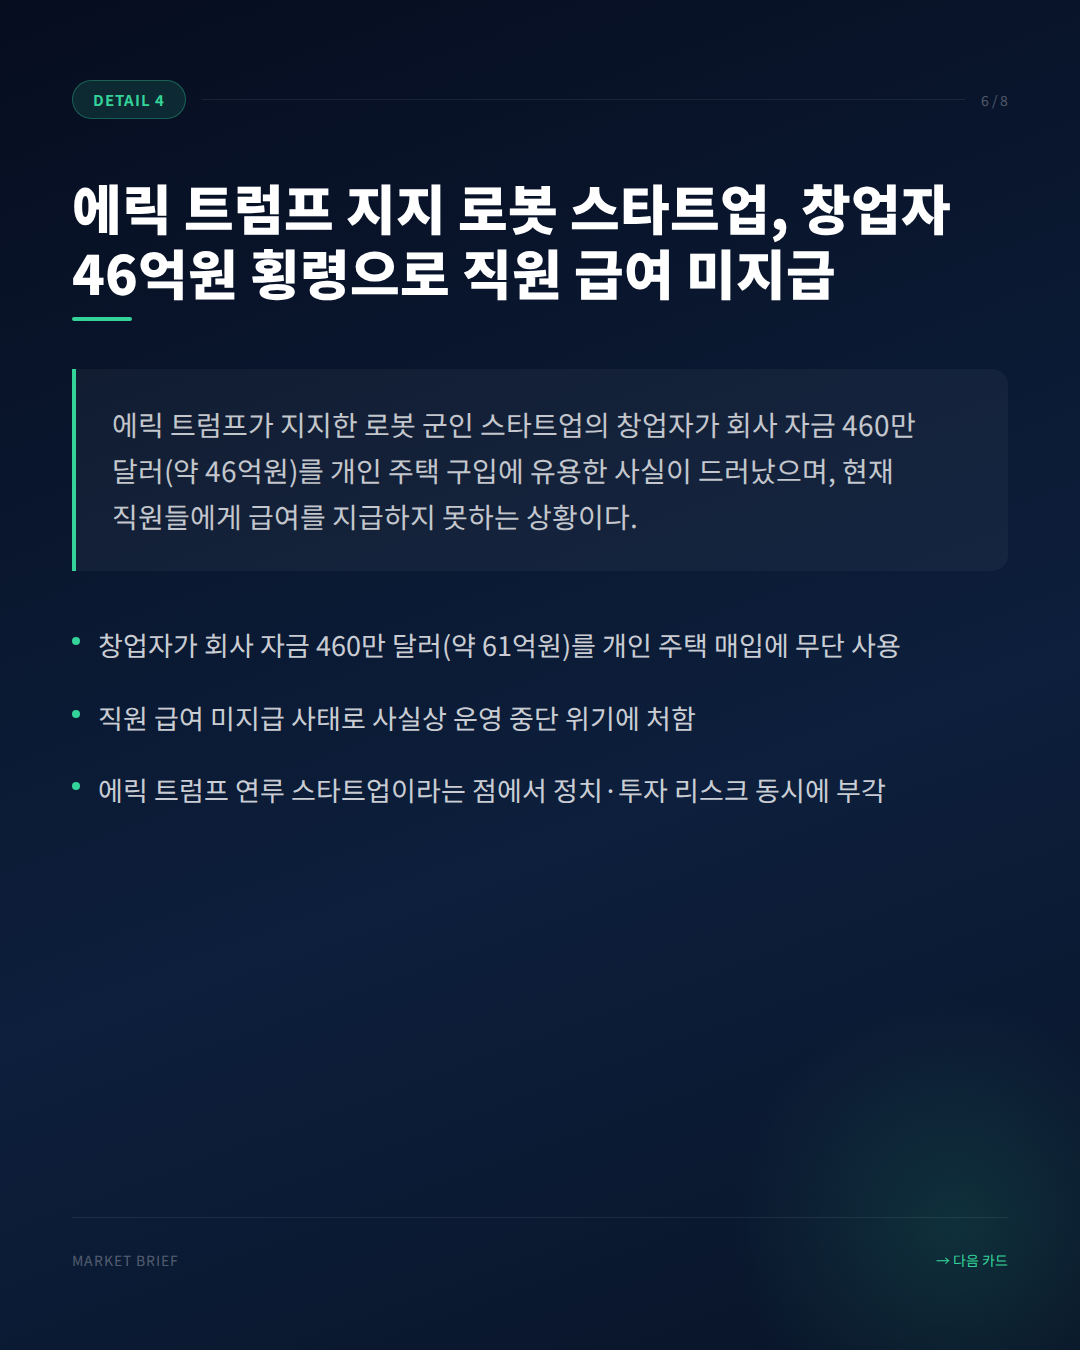 DETAIL 4
6 / 8
에릭 트럼프 지지 로봇 스타트업, 창업자
46억원 횡령으로 직원 급여 미지급
에릭 트럼프가 지지한 로봇 군인 스타트업의 창업자가 회사 자금 460만
달러(약 46억원)를 개인 주택 구입에 유용한 사실이 드러났으며, 현재
직원들에게 급여를 지급하지 못하는 상황이다.
• 창업자가 회사 자금 460만 달러(약 61억원)를 개인 주택 매입에 무단 사용
• 직원 급여 미지급 사태로 사실상 운영 중단 위기에 처함
• 에릭 트럼프 연루 스타트업이라는 점에서 정치·투자 리스크 동시에 부각
MARKET BRIEF
→ 다음 카드